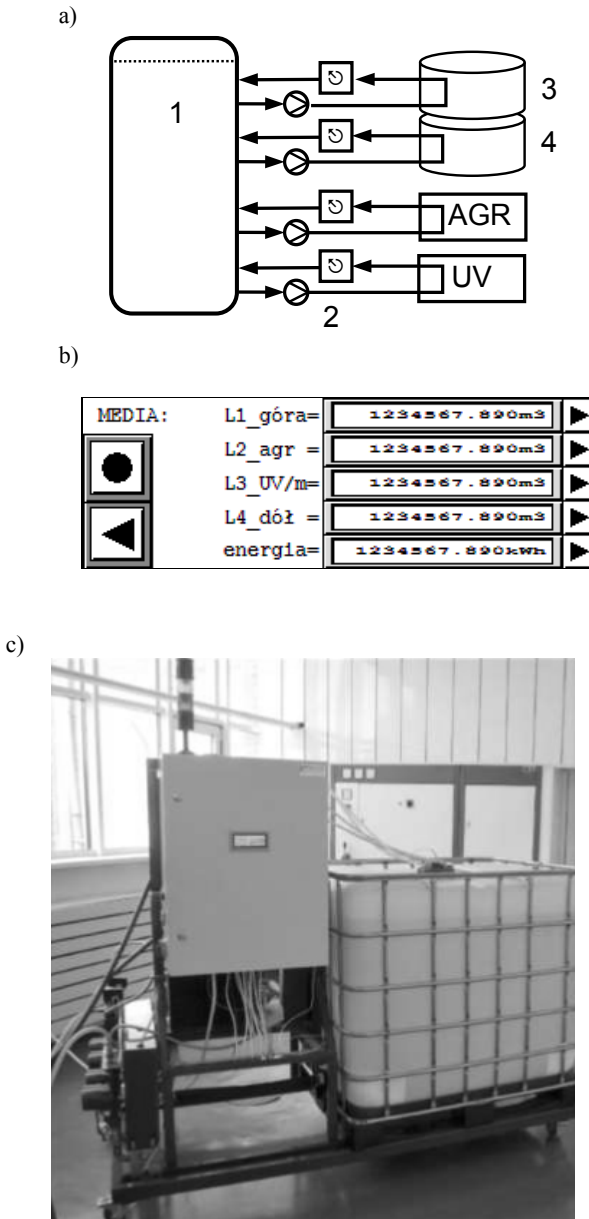 a)
1
3
4
AGR
UV
2
b)
MEDIA:
L1_góra= 1234567.890m3
L2_agr = 1234567.890m3
L3_UV/m= 1234567.890m3
L4_dół = 1234567.890m3
energia= 1234567.890kWh
c)